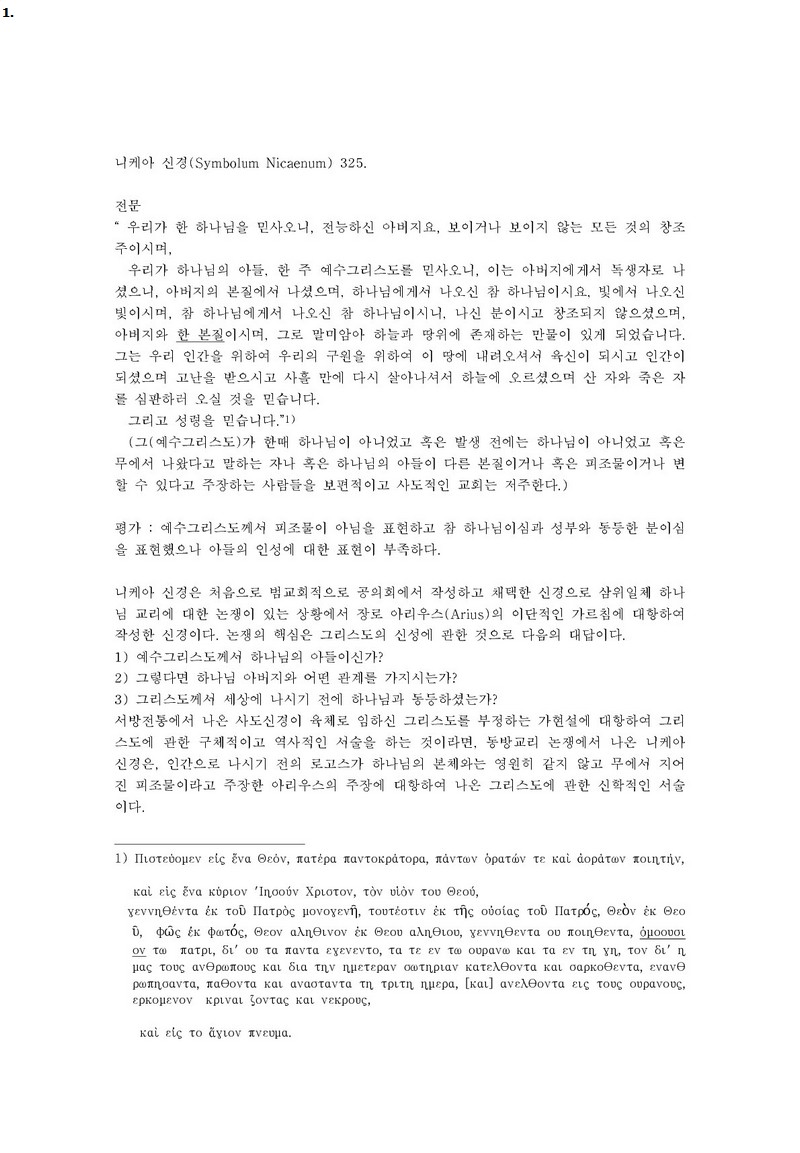 1.
니케아 신경(Symbolum Nicaenum) 325.
전문
“ 우리가 한 하나님을 믿사오니, 전능하신 아버지요, 보이거나 보이지 않는 모든 것의 창조
주이시며,
우리가 하나님의 아들, 한 주 예수그리스도를 믿사오니, 이는 아버지에게서 독생자로 나
셨으니, 아버지의 본질에서 나셨으며, 하나님에게서 나오신 참 하나님이시요, 빛에서 나오신
빛이시며, 참 하나님에게서 나오신 참 하나님이시니, 나신 분이시고 창조되지 않으셨으며,
아버지와 한 본질이시며, 그로 말미암아 하늘과 땅위에 존재하는 만물이 있게 되었습니다.
그는 우리 인간을 위하여 우리의 구원을 위하여 이 땅에 내려오셔서 육신이 되시고 인간이
되셨으며 고난을 받으시고 사흘 만에 다시 살아나셔서 하늘에 오르셨으며 산 자와 죽은 자
를 심판하러 오실 것을 믿습니다.
그리고 성령을 믿습니다.”1)
(그(예수그리스도)가 한때 하나님이 아니었고 혹은 발생 전에는 하나님이 아니었고 혹은
무에서 나왔다고 말하는 자나 혹은 하나님의 아들이 다른 본질이거나 혹은 피조물이거나 변
할 수 있다고 주장하는 사람들을 보편적이고 사도적인 교회는 저주한다.)
평가 : 예수그리스도께서 피조물이 아님을 표현하고 참 하나님이심과 성부와 동등한 분이심
을 표현했으나 아들의 인성에 대한 표현이 부족하다.
니케아 신경은 처음으로 범교회적으로 공의회에서 작성하고 채택한 신경으로 삼위일체 하나
님 교리에 대한 논쟁이 있는 상황에서 장로 아리우스(Arius)의 이단적인 가르침에 대항하여
작성한 신경이다. 논쟁의 핵심은 그리스도의 신성에 관한 것으로 다음의 대답이다.
1) 예수그리스도께서 하나님의 아들이신가?
2) 그렇다면 하나님 아버지와 어떤 관계를 가지시는가?
3) 그리스도께서 세상에 나시기 전에 하나님과 동등하셨는가?
서방전통에서 나온 사도신경이 육체로 임하신 그리스도를 부정하는 가현설에 대항하여 그리
스도에 관한 구체적이고 역사적인 서술을 하는 것이라면, 동방교리 논쟁에서 나온 니케아
신경은, 인간으로 나시기 전의 로고스가 하나님의 본체와는 영원히 같지 않고 무에서 지어
진 피조물이라고 주장한 아리우스의 주장에 대항하여 나온 그리스도에 관한 신학적인 서술
이다.
1) Πιστεύομεν εἰς ἕνα Θεόν, πατέρα παντοκράτορα, πάντων ὁρατών τε καὶ ἀοράτων ποιητήν,
καὶ εἰς ἕνα κύριον Ἰησούν Χριστον, τὸν υἱὸν του Θεού,
γεννηθέντα ἐκ τοῦ Πατρὸς μονογενῆ, τουτέστιν ἐκ τῆς οὐσίας τοῦ Πατρός, Θεὸν ἐκ Θεο
ῦ, φῶς ἐκ φωτός, Θεον αληθινον ἐκ Θεου αληθιου, γεννηθεντα ου ποιηθεντα, ὁμοουσι
ον τω πατρι, δι’ ου τα παντα εγενεντο, τα τε εν τω ουρανω και τα εν τη γη, τον δι’ η
μας τους ανθρωπους και δια την ημετεραν σωτηριαν κατελθοντα και σαρκοθεντα, ενανθ
ρωπησαντα, παθοντα και ανασταντα τη τριτη ημερα, [και] ανελθοντα εις τους ουρανους,
ερκομενον κριναι ζοντας και νεκρους,
καὶ εἰς το ἅγιον πνευμα.